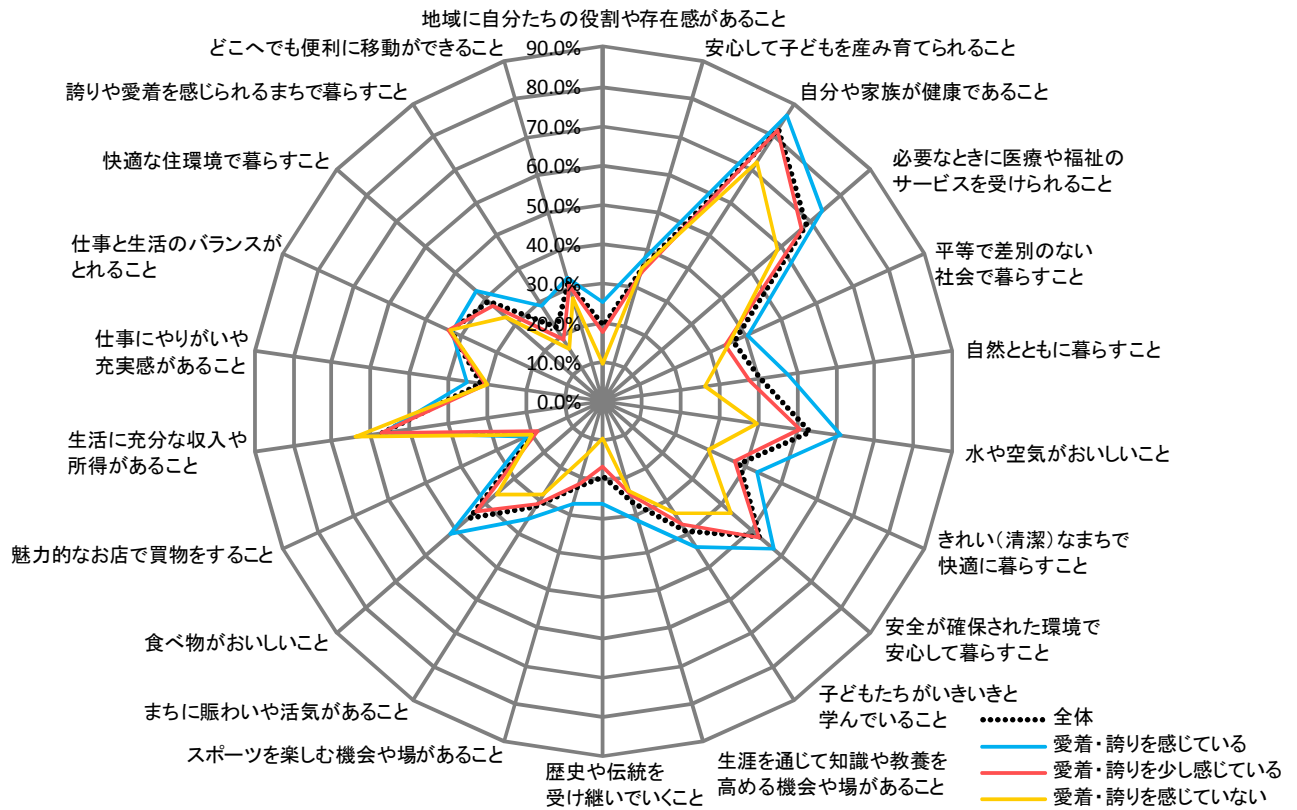 地域に自分たちの役割や存在感があること
安心して子どもを産み育てられること
自分や家族が健康であること
必要なときに医療や福祉の
サービスを受けられること
平等で差別のない
社会で暮らすこと
自然とともに暮らすこと
水や空気がおいしいこと
きれい（清潔）なまちで
快適に暮らすこと
安全が確保された環境で
安心して暮らすこと
子どもたちがいきいきと
学んでいること
生涯を通じて知識や教養を
高める機会や場があること
歴史や伝統を
受け継いでいくこと
スポーツを楽しむ機会や場があること
まちに賑わいや活気があること
食べ物がおいしいこと
魅力的なお店で買物をすること
生活に充分な収入や
所得があること
仕事にやりがいや
充実感があること
仕事と生活のバランスが
とれること
快適な住環境で暮らすこと
誇りや愛着を感じられるまちで暮らすこと
どこへでも便利に移動ができること
90.0%
80.0%
70.0%
60.0%
50.0%
40.0%
30.0%
20.0%
10.0%
0.0%
全体
愛着・誇りを感じている
愛着・誇りを少し感じている
愛着・誇りを感じていない